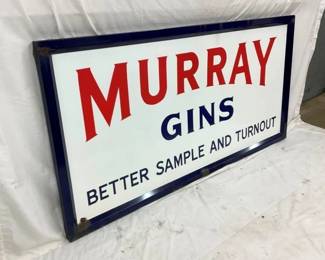 MURRAY
GINS
BETTER SAMPLE AND TURNOUT